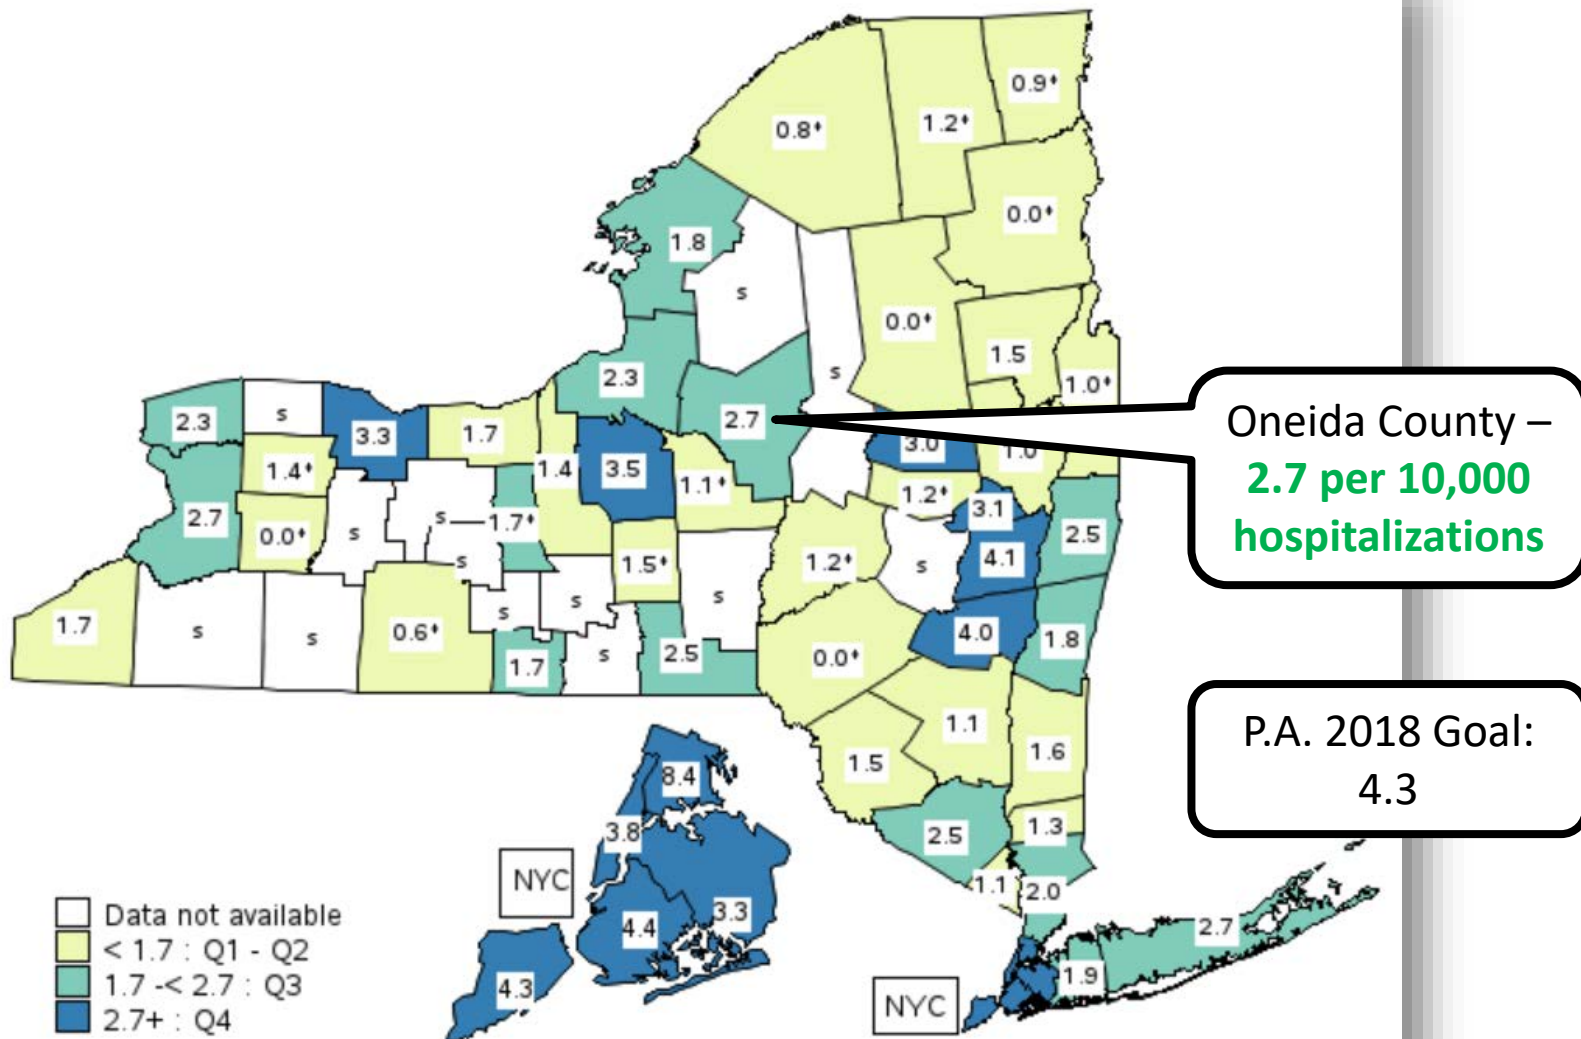 0.9+
0.8+
1.2+
0.0+
1.8
s
0.0+
s
1.5
1.0+
2.3
2.3
s
3.3
1.7
2.7
3.0
1.0
1.4
3.5
1.4+
1.1+
1.2+
3.1
2.7
s
1.7+
2.5
0.0+
s
s
1.5+
1.2+
s
4.1
s
s
s
1.7
s
s
0.6+
4.0
1.8
1.7
s
2.5
0.0+
1.1
1.6
1.5
1.3
2.5
1.1
2.0
Oneida County –
2.7 per 10,000
hospitalizations
P.A. 2018 Goal:
4.3
8.4
3.8
NYC
4.4
3.3
4.3
2.7
1.9
NYC
Data not available
< 1.7 : Q1 - Q2
1.7 -< 2.7 : Q3
2.7+ : Q4